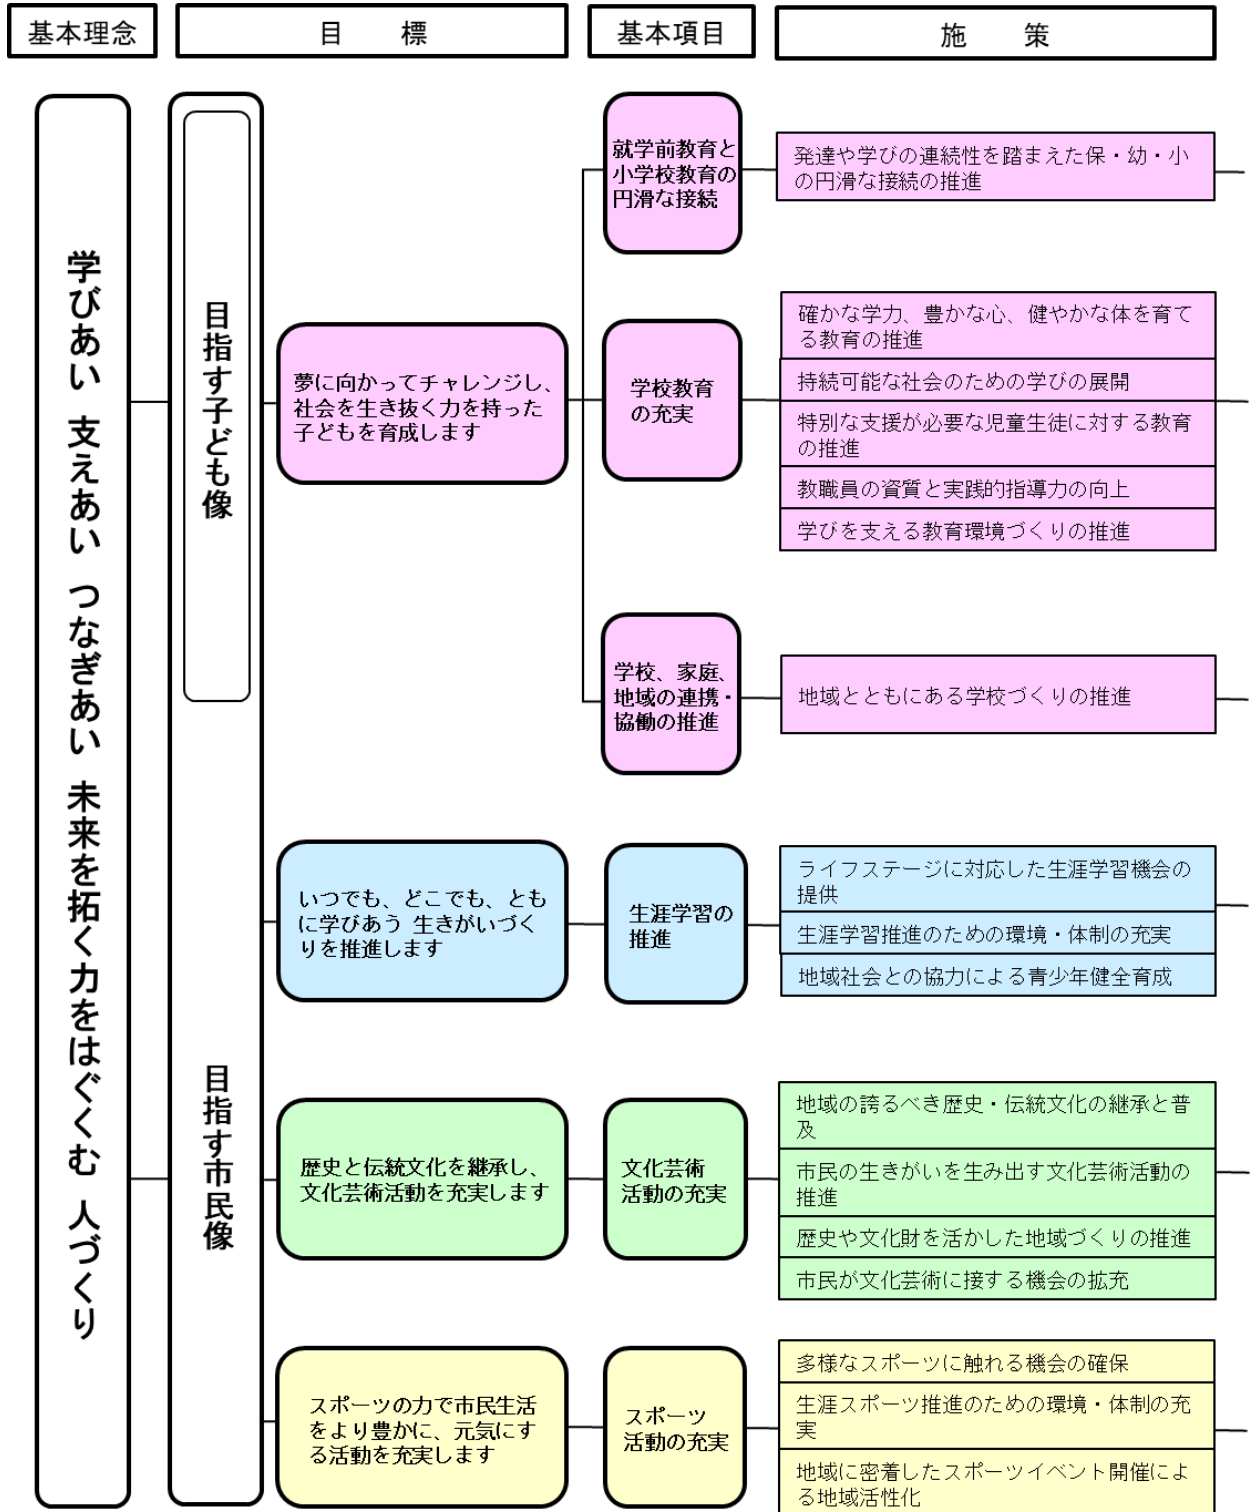 基本理念
目　標
基本項目
施　策
学びあい 支えあい つなぎあい 未来を拓く力をはぐくむ 人づくり
目指す子ども像
目指す市民像
夢に向かってチャレンジし、
社会を生き抜く力を持った
子どもを育成します
就学前教育と
小学校教育の
円滑な接続
発達や学びの連続性を踏まえた保・幼・小
の円滑な接続の推進
学校教育
の充実
確かな学力、豊かな心、健やかな体を育て
る教育の推進
持続可能な社会のための学びの展開
特別な支援が必要な児童生徒に対する教育
の推進
教職員の資質と実践的指導力の向上
学びを支える教育環境づくりの推進
学校、家庭、
地域の連携・
協働の推進
地域とともにある学校づくりの推進
いつでも、どこでも、とも
に学びあう 生きがいづく
りを推進します
生涯学習の
推進
ライフステージに対応した生涯学習機会の
提供
生涯学習推進のための環境・体制の充実
地域社会との協力による青少年健全育成
歴史と伝統文化を継承し、
文化芸術活動を充実します
文化芸術
活動の充実
地域の誇るべき歴史・伝統文化の継承と普
及
市民の生きがいを生み出す文化芸術活動の
推進
歴史や文化財を活かした地域づくりの推進
市民が文化芸術に接する機会の拡充
スポーツの力で市民生活
をより豊かに、元気にす
る活動を充実します
スポーツ
活動の充実
多様なスポーツに触れる機会の確保
生涯スポーツ推進のための環境・体制の充
実
地域に密着したスポーツイベント開催によ
る地域活性化